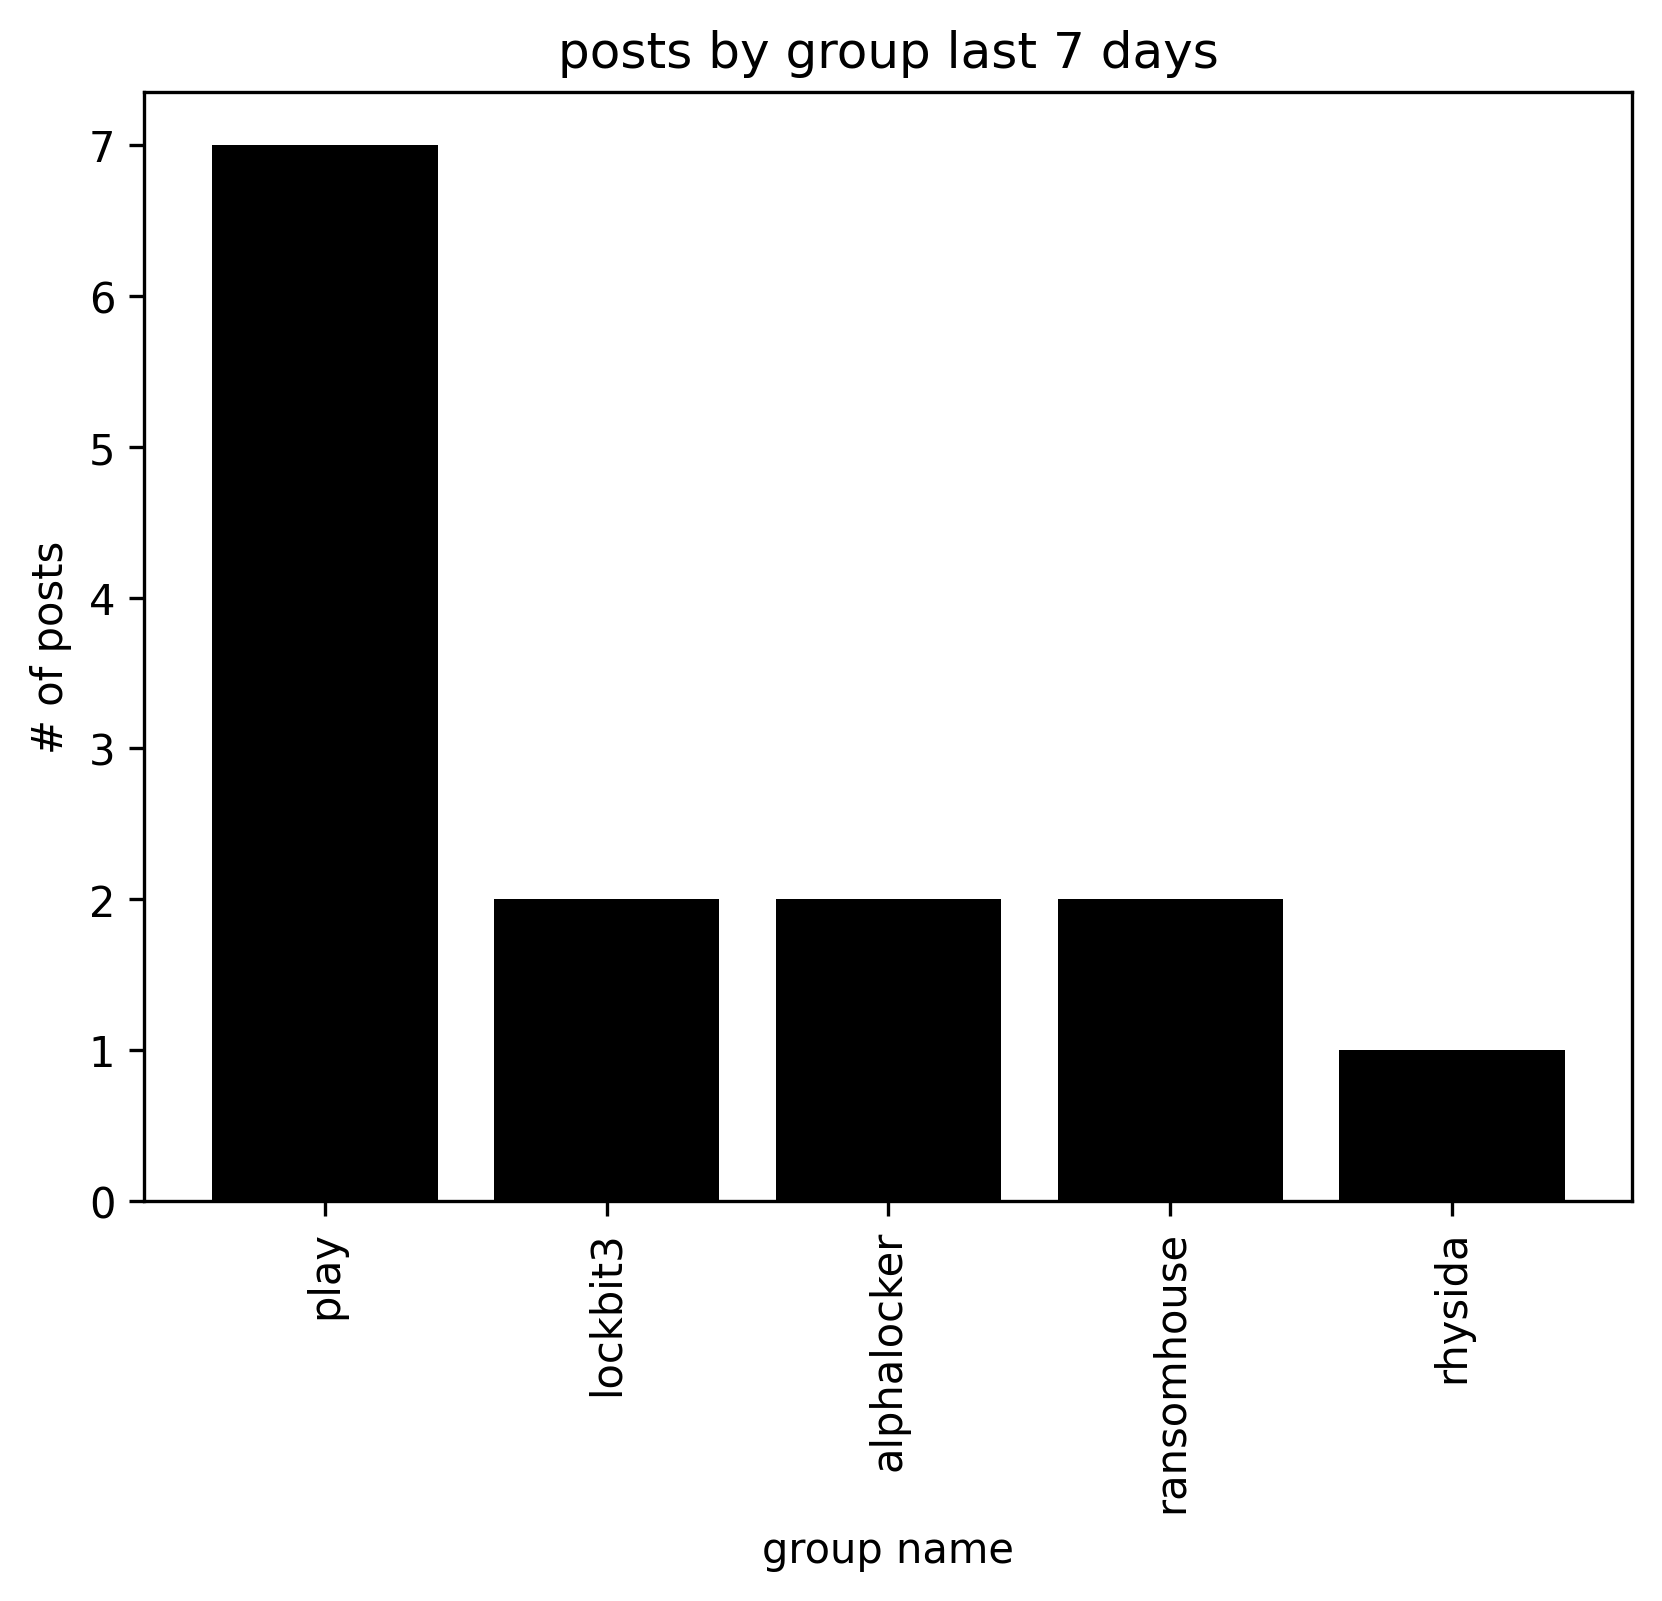 posts by group last 7 days
# of posts
7
6
5
4
3
2
1
0
play
lockbit3
alphalocker
ransomhouse
rhysida
group name